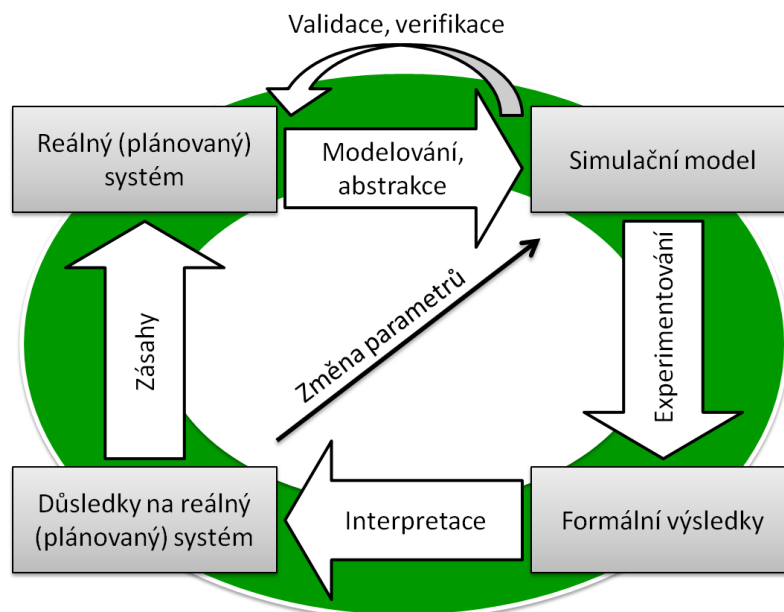 Validace, verifikace
Reálný (plánovaný)
systém
Modelování,
abstrakce
Simulační model
Změna parametrů
Zásahy
Experimentování
Důsledky na reálný
(plánovaný) systém
Interpretace
Formální výsledky